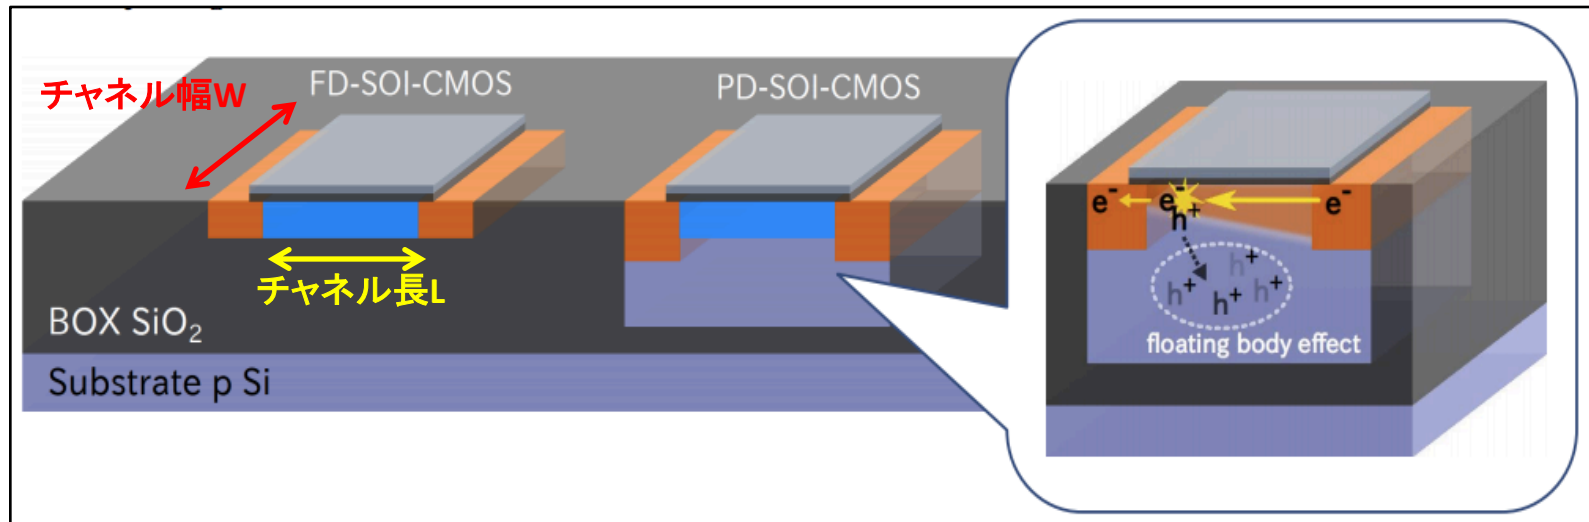 チャネル幅W
FD-SOI-CMOS
PD-SOI-CMOS
チャネル長L
BOX SiO₂
Substrate p Si
e⁻
e⁻
h⁺
e⁻
h⁺
h⁺
h⁺
h⁺
floating body effect